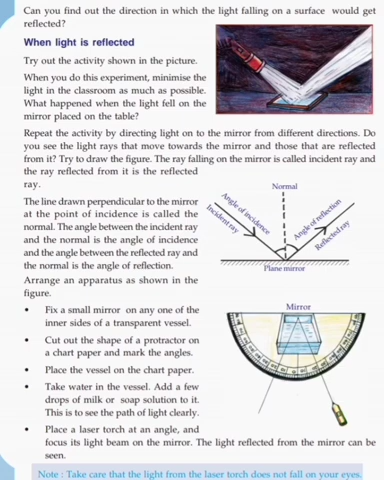 Can you find out the direction in which the light falling on a surface would get
reflected?
When light is reflected
Try out the activity shown in the picture.
When you do this experiment, minimise the
light in the classroom as much as possible.
What happened when the light fell on the
mirror placed on the table?
Repeat the activity by directing light on to the mirror from different directions. Do
you see the light rays that move towards the mirror and those that are reflected
from it? Try to draw the figure. The ray falling on the mirror is called incident ray and
the ray reflected from it is the reflected
ray.
The line drawn perpendicular to the mirror
at the point of incidence is called the
normal. The angle between the incident ray
and the normal is the angle of incidence
and the angle between the reflected ray and
the normal is the angle of reflection.
Normal
Angle of incidence
Incident ray
Angle of reflection
Reflected ray
Plane mirror
Arrange an apparatus as shown in the
figure.
• Fix a small mirror on any one of the
inner sides of a transparent vessel.
• Cut out the shape of a protractor on
a chart paper and mark the angles.
• Place the vessel on the chart paper.
• Take water in the vessel. Add a few
drops of milk or soap solution to it.
This is to see the path of light clearly.
• Place a laser torch at an angle, and
focus its light beam on the mirror. The light reflected from the mirror can be
seen.
Mirror
Note : Take care that the light from the laser torch does not fall on your eyes.